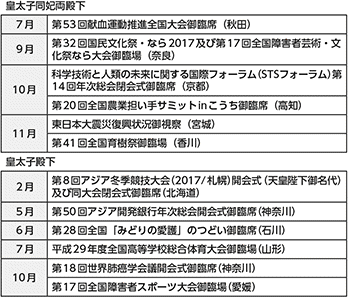 皇太子同妃両殿下
7月
第53回献血運動推進全国大会御臨席（秋田）
9月
第32回国民文化祭・なら2017及び第17回全国障害者芸術・文
化祭なら大会御臨場（奈良）
10月
科学技術と人類の未来に関する国際フォーラム（STSフォーラム）第
14回年次総会開会式御臨席（京都）
第20回全国農業担い手サミットinこうち御臨席（高知）
11月
東日本大震災復興状況御視察（宮城）
第41回全国育樹祭御臨場（香川）
皇太子殿下
2月
第8回アジア冬季競技大会（2017/札幌）開会式（天皇陛下御名代）
及び同大会閉会式御臨席（北海道）
5月
第50回アジア開発銀行年次総会開会式御臨席（神奈川）
6月
第28回全国「みどりの愛護」のつどい御臨席（石川）
7月
平成29年度全国高等学校総合体育大会御臨場（山形）
10月
第18回世界肺癌学会議開会式御臨席（神奈川）
第17回全国障害者スポーツ大会御臨場（愛媛）